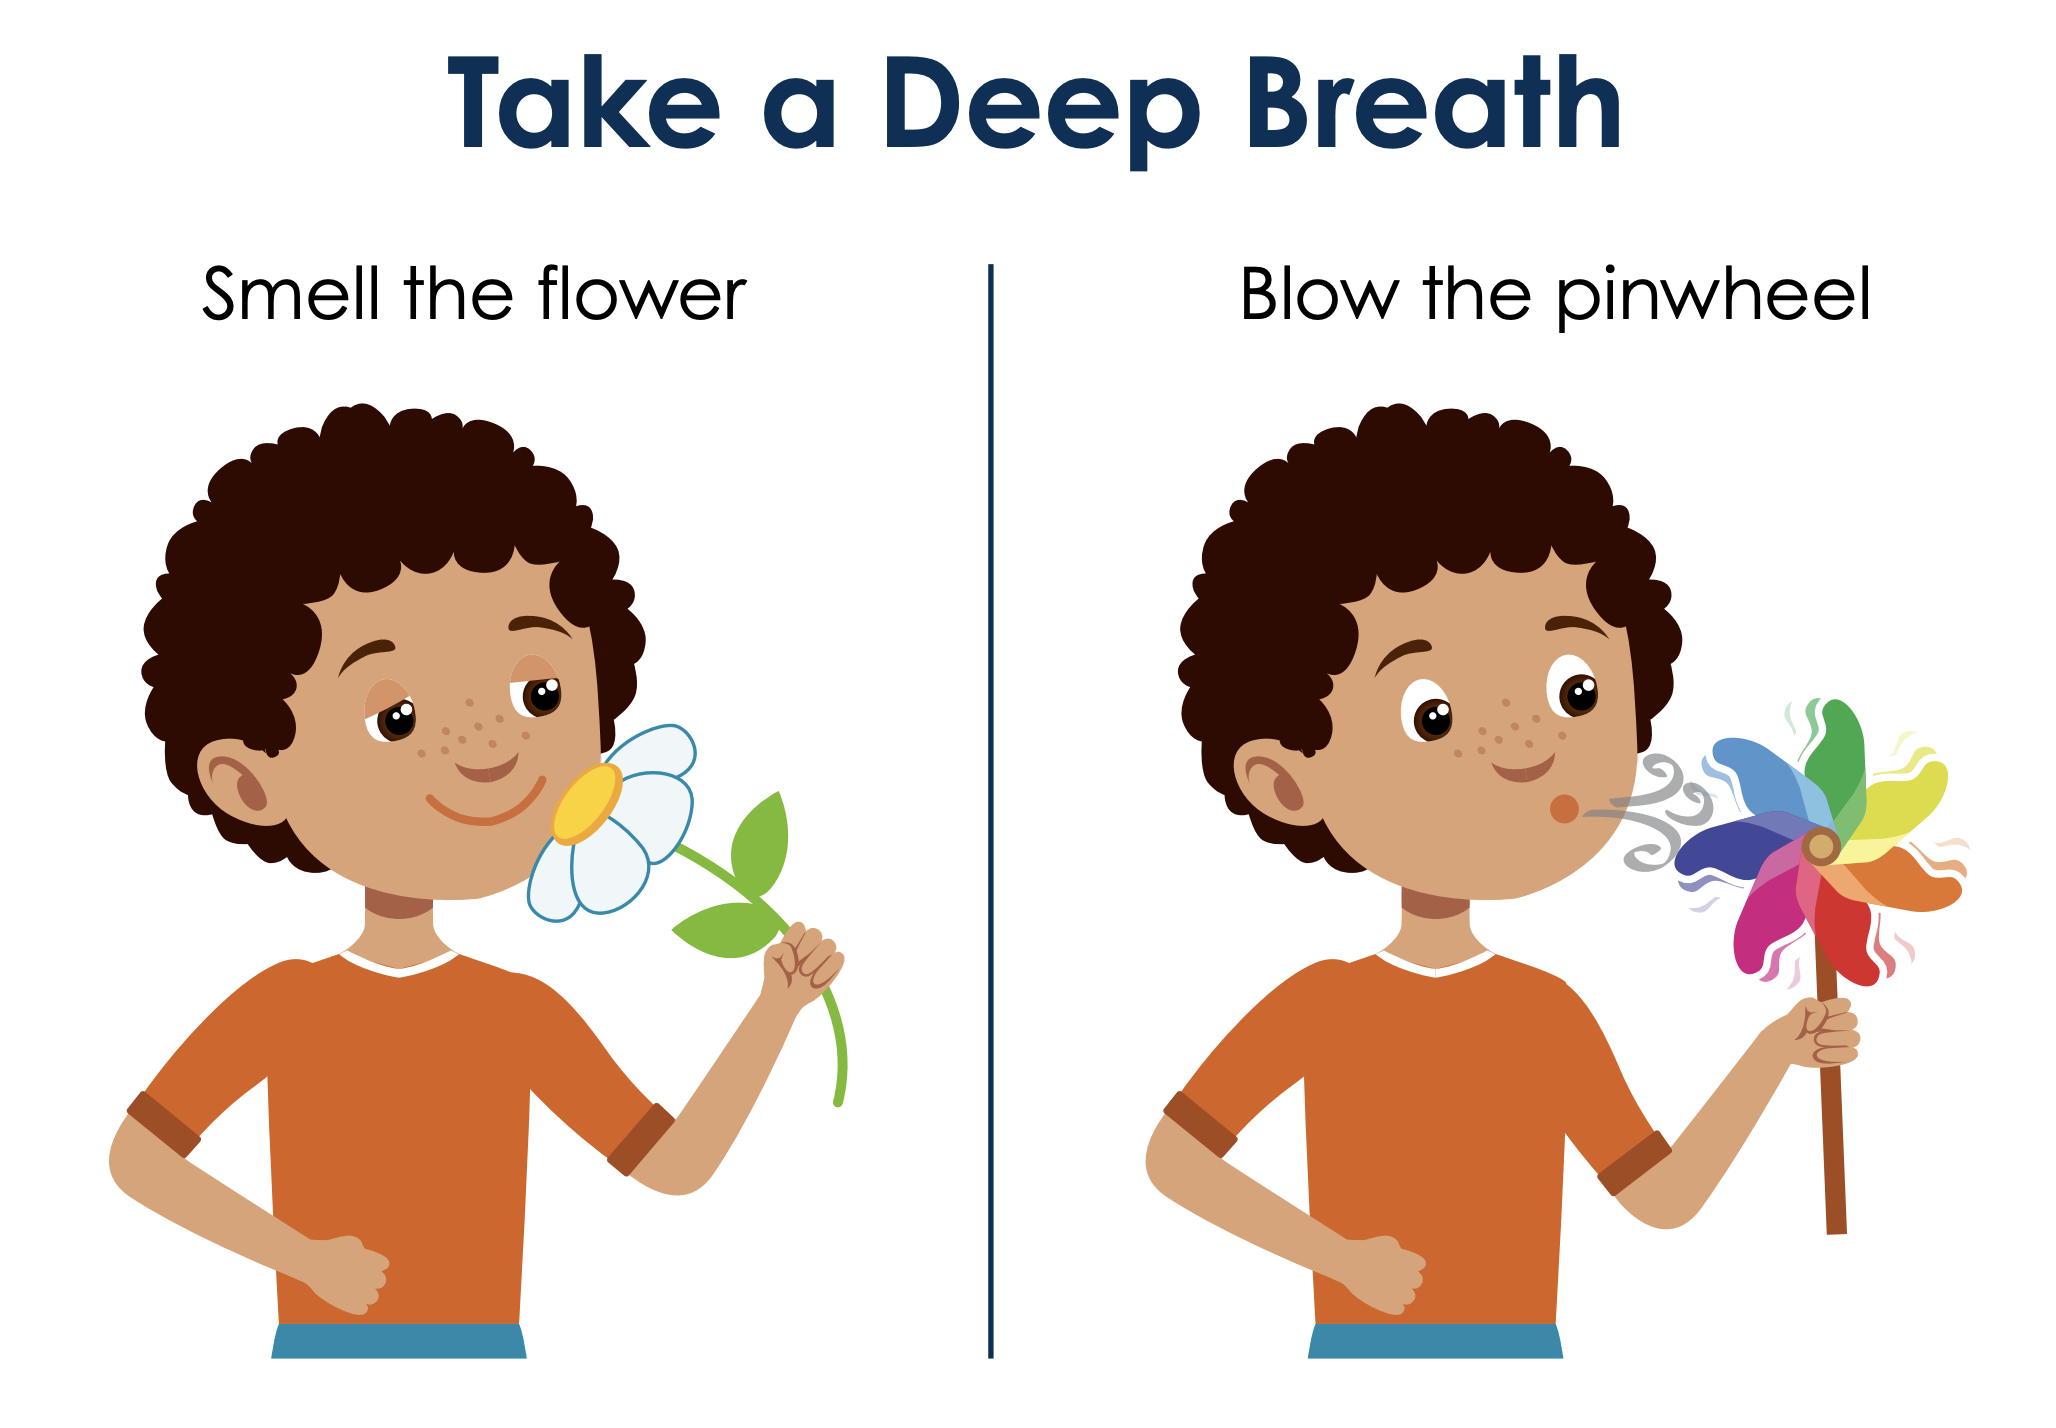 Take a Deep Breath
Smell the flower
Blow the pinwheel